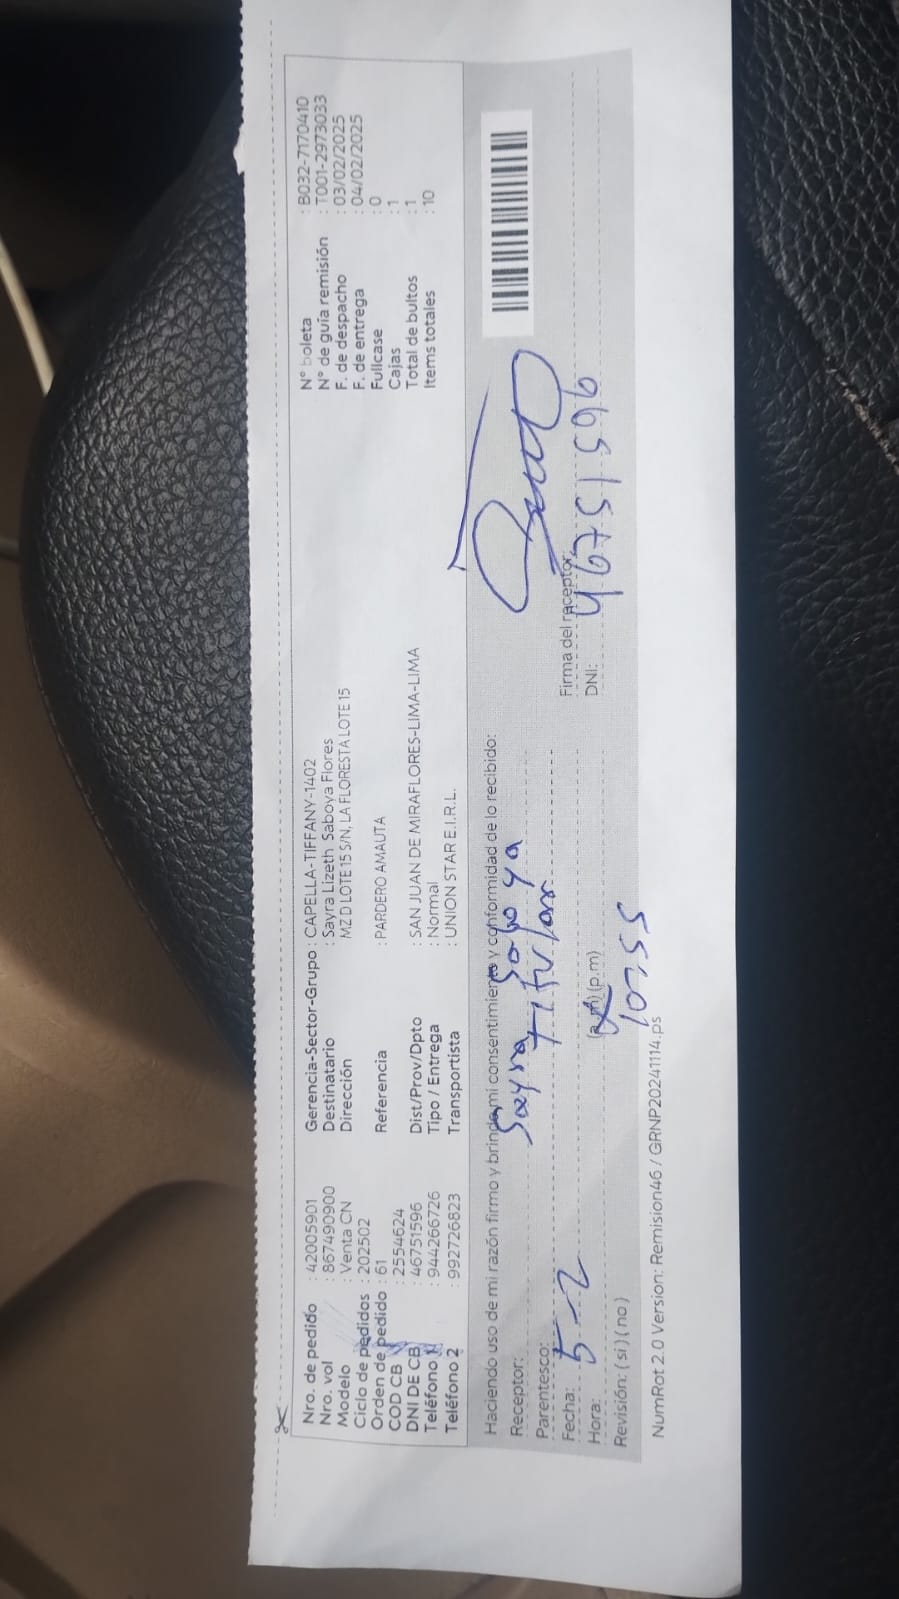 Nro. de pedido : 42005901 Gerencia-Sector-Grupo : CAPELLA-TIFFANY-1402 N° boleta : B032-7170410
Nro. vol : 867490900 Destinatario : Sayra Lizeth Saboya Flores N° de guía remisión : T001-2973033
Modelo : Venta CN Dirección MZ D LOTE 15 S/N, LA FLORESTA LOTE 15 F. de despacho : 03/02/2025
Ciclo de pedidos : 202502 F. de entrega : 04/02/2025
Orden de pedido : 61 Referencia : PARDERO AMAUTA Fullcase : 0
COD CB : 2554624 Cajas : 1
DNI DE CB : 46751596 Dist/Prov/Dpto : SAN JUAN DE MIRAFLORES-LIMA-LIMA Total de bultos : 1
Teléfono 1 : 944266726 Tipo / Entrega : Normal Items totales : 10
Teléfono 2 : 992726823 Transportista : UNION STAR E.I.R.L.
Haciendo uso de mi razón firmo y brindo mi consentimiento y conformidad de lo recibido:
Receptor: Sayra Saboya
Parentesco: titular
Fecha: 5-2 Firma del receptor
Hora: (a.m) (p.m) DNI: 46751596
10:55
Revisión: ( si ) ( no )
NumRot 2.0 Version: Remision46 / GRNP20241114.ps